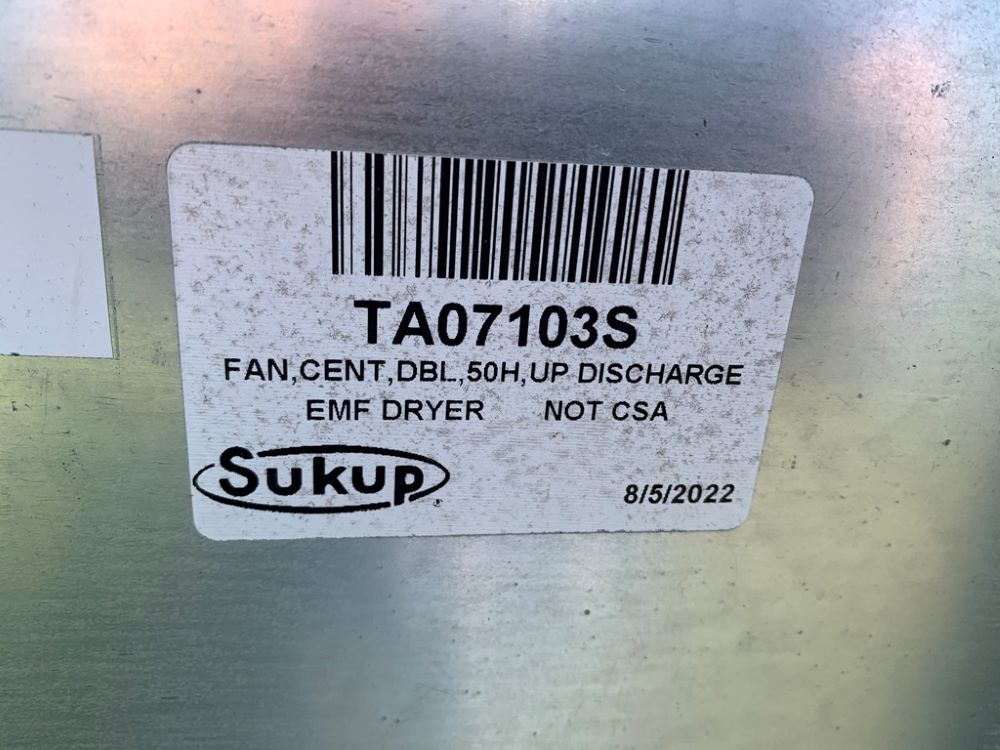 TA07103S
FAN,CENT,DBL,50H,UP DISCHARGE
EMF DRYER NOT CSA
Sukup
8/5/2022